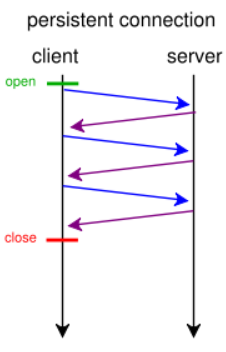 persistent connection
client server
open
close